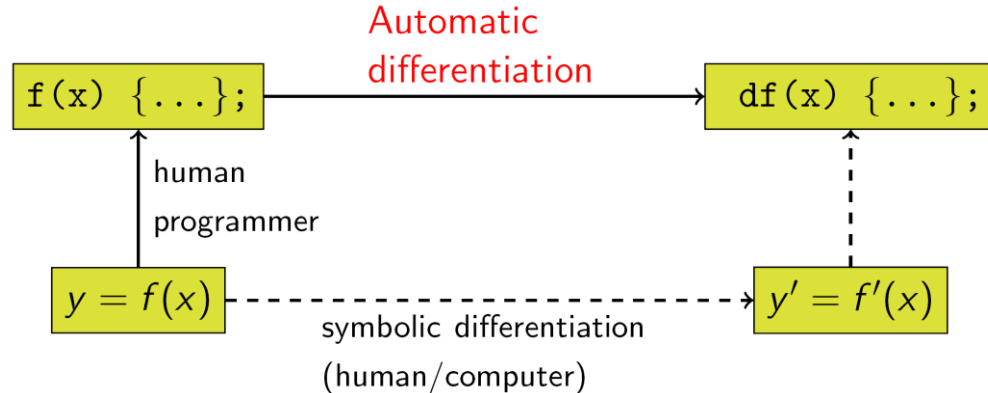 Automatic
differentiation
f(x) {...};
df(x) {...};
human
programmer
y = f(x)
y′ = f′(x)
symbolic differentiation
(human/computer)